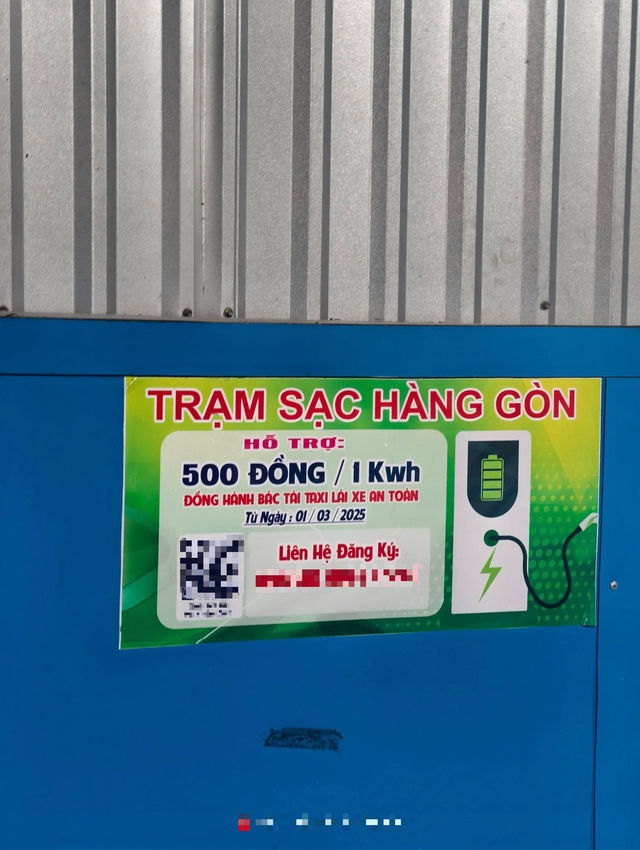 TRẠM SẠC HÀNG GÒN
HỖ TRỢ:
500 ĐỒNG / 1 Kwh
ĐỒNG HÀNH BÁC TÀI TAXI LÁI XE AN TOÀN
Từ Ngày : 01 / 03 / 2025
Liên Hệ Đăng Ký: